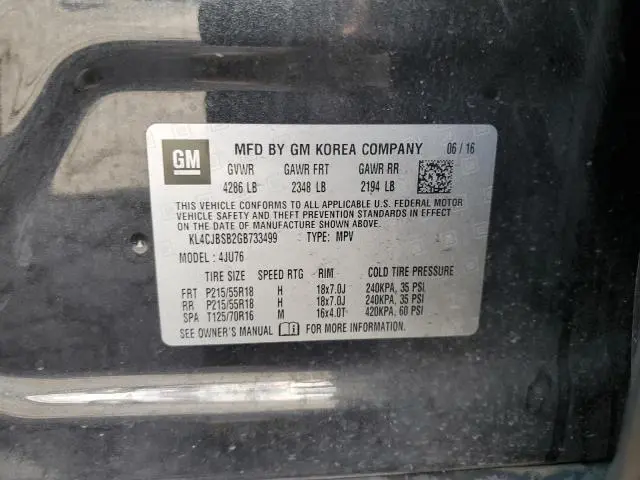 GM
MFD BY GM KOREA COMPANY 06 / 16
GVWR GAWR FRT GAWR RR
4286 LB 2348 LB 2194 LB
THIS VEHICLE CONFORMS TO ALL APPLICABLE U.S. FEDERAL MOTOR
VEHICLE SAFETY AND THEFT PREVENTION STANDARDS IN EFFECT
ON THE DATE OF MANUFACTURE SHOWN ABOVE.
KL4CJBSB2GB733499 TYPE: MPV
MODEL : 4JU76
TIRE SIZE SPEED RTG RIM COLD TIRE PRESSURE
FRT P215/55R18 H 18x7.0J 240KPA, 35 PSI
RR P215/55R18 H 18x7.0J 240KPA, 35 PSI
SPA T125/70R16 M 16x4.0T 420KPA, 60 PSI
SEE OWNER'S MANUAL FOR MORE INFORMATION.